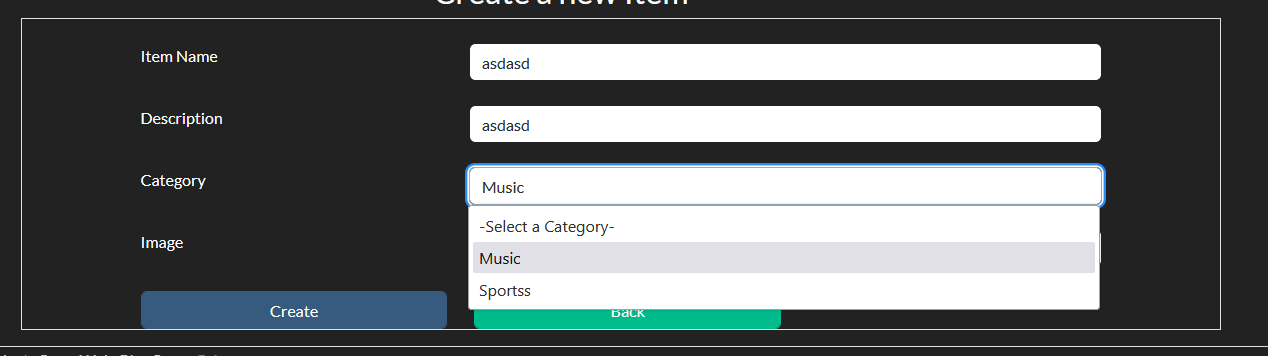 Create a new Item
Item Name
asdasd
Description
asdasd
Category
Music
-Select a Category-
Image
Music
Sportss
Create
Back